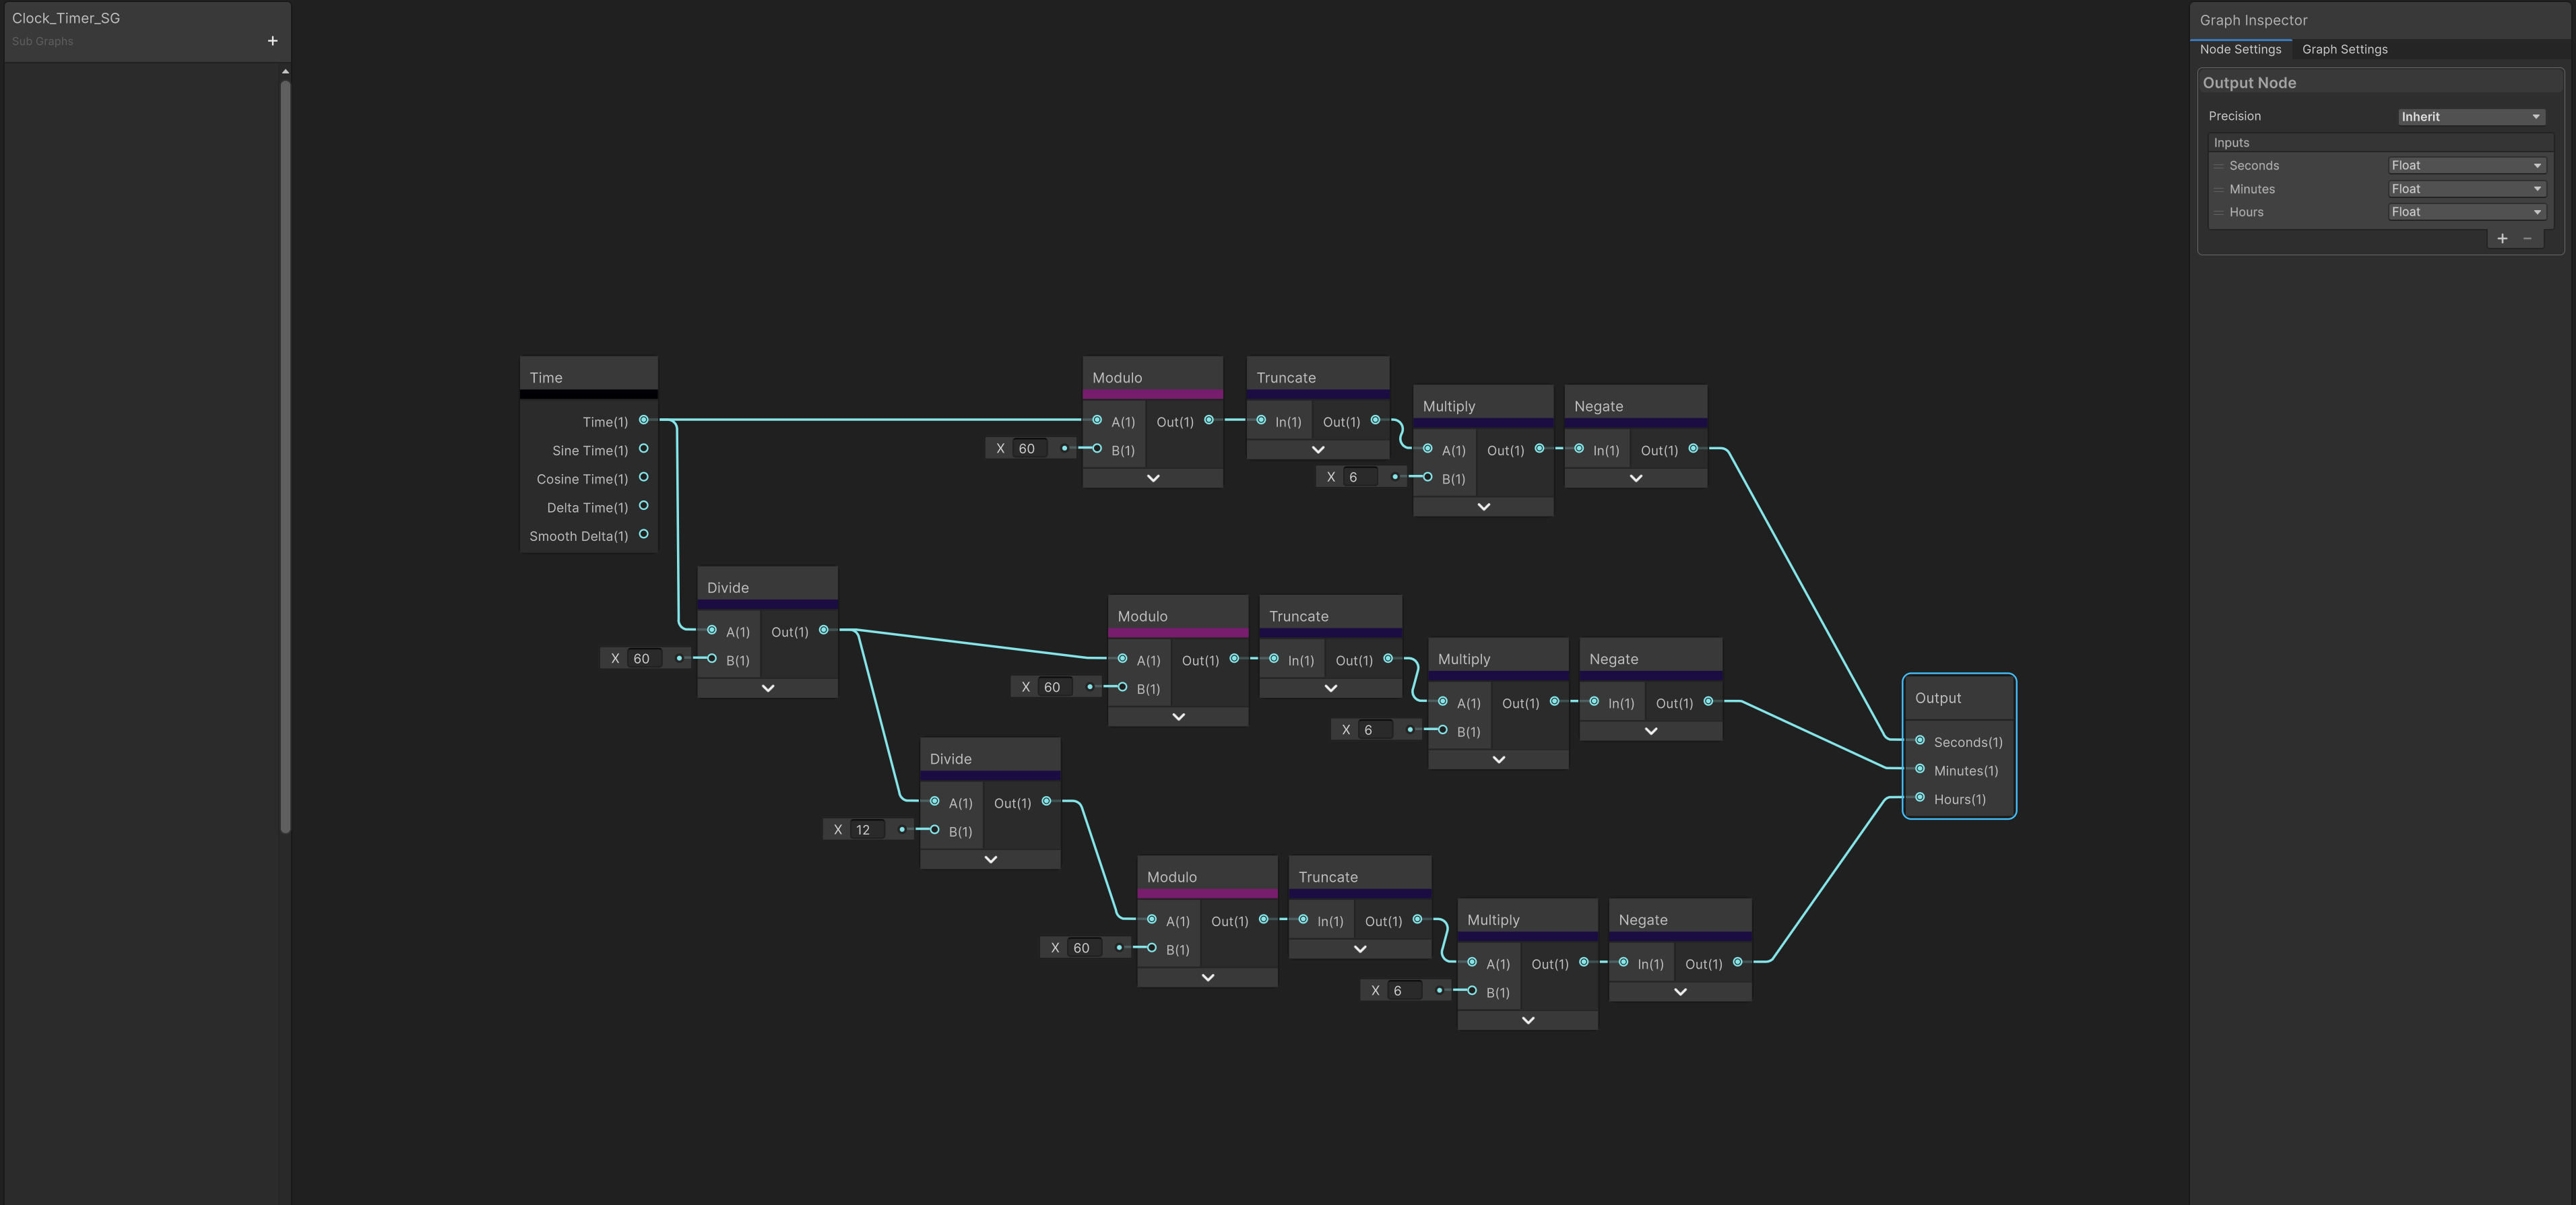 Clock_Timer_SG
Sub Graphs
+
Graph Inspector
Node Settings
Graph Settings
Output Node
Precision
Inherit
Inputs
Seconds
Float
Minutes
Float
Hours
Float
+ −
Time
Time(1)
Sine Time(1)
Cosine Time(1)
Delta Time(1)
Smooth Delta(1)
Modulo
A(1) Out(1)
X 60
B(1)
Truncate
In(1) Out(1)
Multiply
A(1) Out(1)
X 6
B(1)
Negate
In(1) Out(1)
Divide
A(1) Out(1)
X 60
B(1)
Modulo
A(1) Out(1)
X 60
B(1)
Truncate
In(1) Out(1)
Multiply
A(1) Out(1)
X 6
B(1)
Negate
In(1) Out(1)
Divide
A(1) Out(1)
X 12
B(1)
Modulo
A(1) Out(1)
X 60
B(1)
Truncate
In(1) Out(1)
Multiply
A(1) Out(1)
X 6
B(1)
Negate
In(1) Out(1)
Output
Seconds(1)
Minutes(1)
Hours(1)